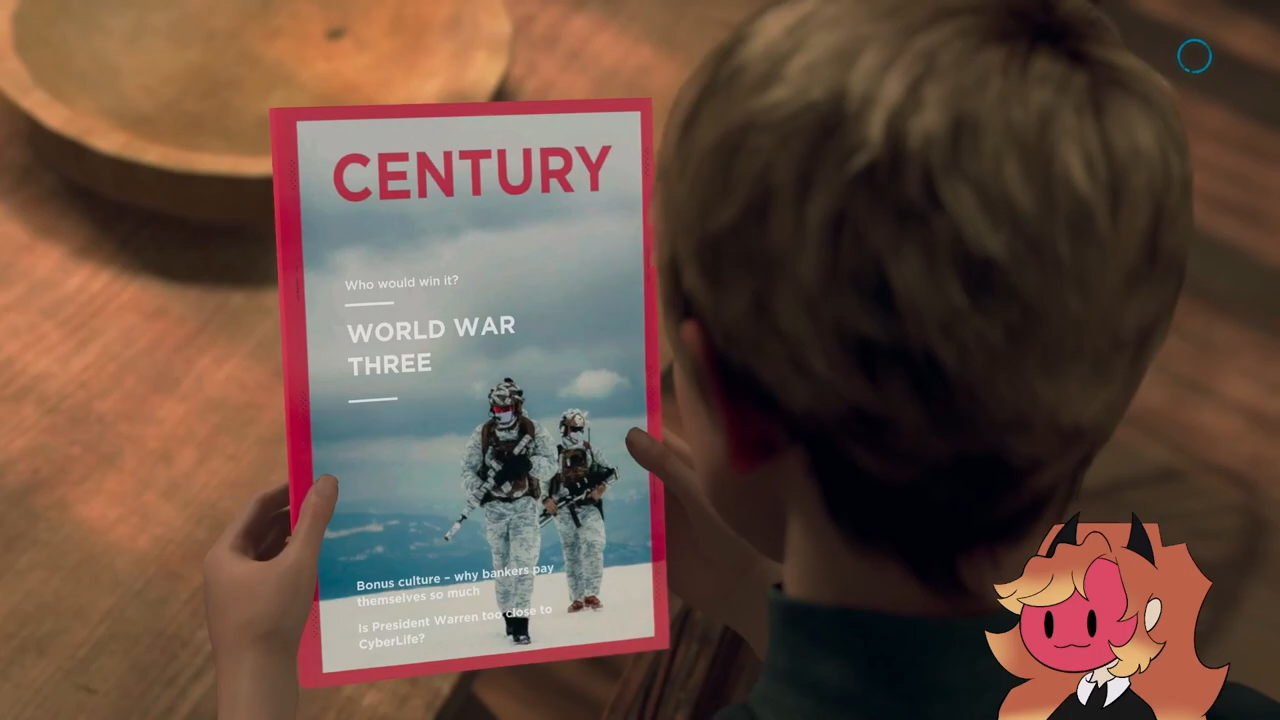 CENTURY
Who would win it?
WORLD WAR
THREE
Bonus culture – why bankers pay
themselves so much
Is President Warren too close to
CyberLife?